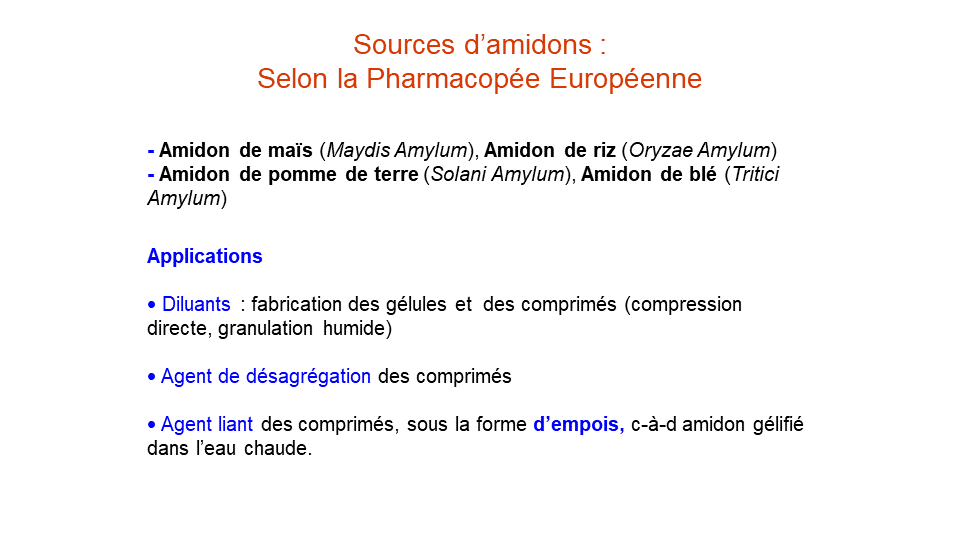 Sources d’amidons :
Selon la Pharmacopée Européenne
- Amidon de maïs (Maydis Amylum), Amidon de riz (Oryzae Amylum)
- Amidon de pomme de terre (Solani Amylum), Amidon de blé (Tritici
Amylum)
Applications
• Diluants : fabrication des gélules et des comprimés (compression
directe, granulation humide)
• Agent de désagrégation des comprimés
• Agent liant des comprimés, sous la forme d’empois, c-à-d amidon gélifié
dans l’eau chaude.